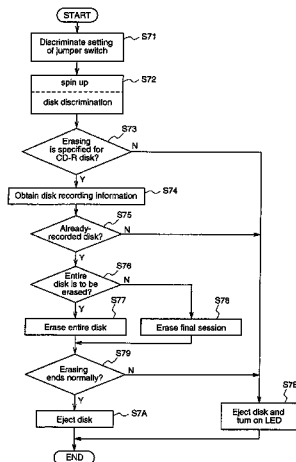 START
S71
Discriminate setting
of jumper switch
S72
spin up
disk discrimination
S73
Erasing
is specified for
CD-R disk?
N
Y
S74
Obtain disk recording information
S75
Already-
recorded disk?
N
Y
S76
Entire
disk is to be
erased?
N
Y
S77
Erase entire disk
S78
Erase final session
S79
Erasing
ends normally?
N
Y
S7A
Eject disk
S7B
Eject disk and
turn on LED
END